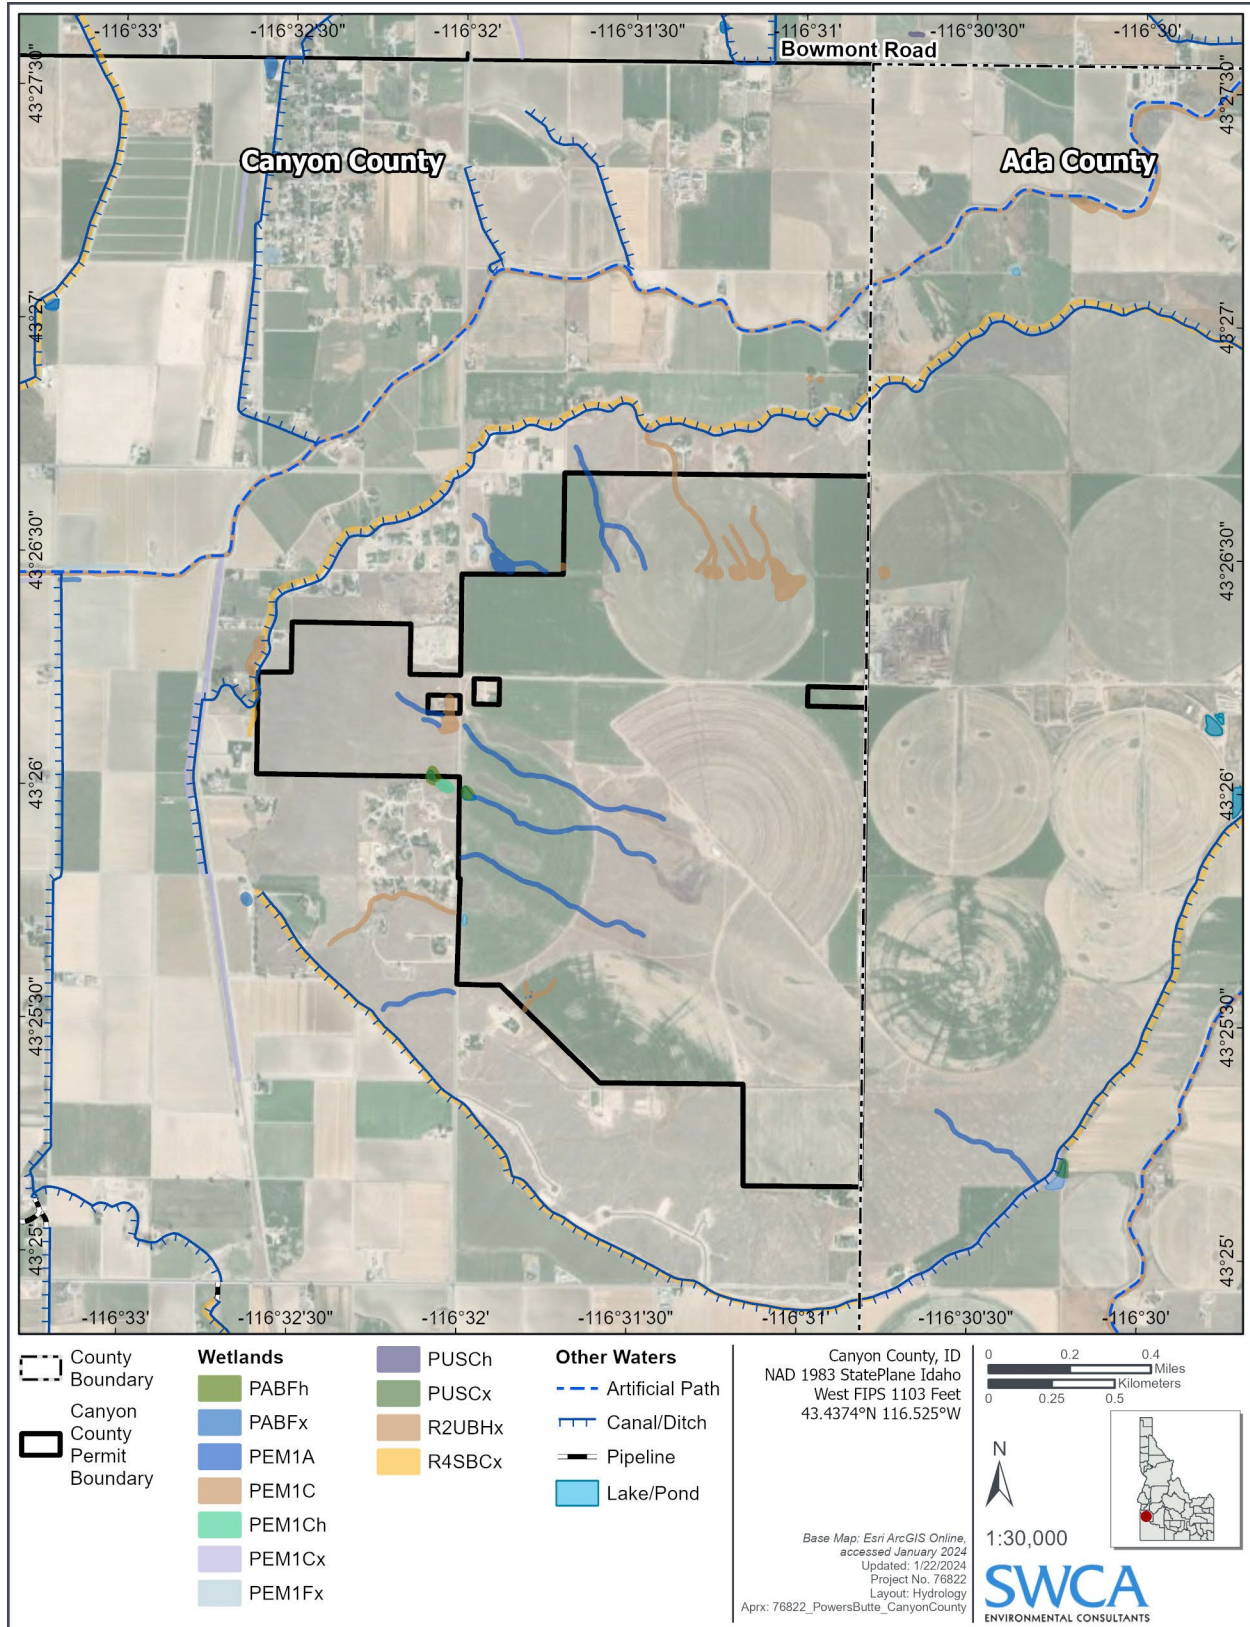 -116°33' -116°32'30" -116°32' -116°31'30" -116°31' -116°30'30" -116°30'
Bowmont Road
43°27'30" 43°27'30"
Canyon County Ada County
43°27' 43°27'
43°26'30" 43°26'30"
43°26' 43°26'
43°25'30" 43°25'30"
43°25' 43°25'
-116°33' -116°32'30" -116°32' -116°31'30" -116°31' -116°30'30" -116°30'
County
Boundary
Canyon
County
Permit
Boundary
Wetlands
PABFh
PABFx
PEM1A
PEM1C
PEM1Ch
PEM1Cx
PEM1Fx
PUSCh
PUSCx
R2UBHx
R4SBCx
Other Waters
Artificial Path
Canal/Ditch
Pipeline
Lake/Pond
Canyon County, ID
NAD 1983 StatePlane Idaho
West FIPS 1103 Feet
43.4374°N 116.525°W
Base Map: Esri ArcGIS Online,
accessed January 2024
Updated: 1/22/2024
Project No. 76822
Layout: Hydrology
Aprx: 76822_PowersButte_CanyonCounty
0 0.2 0.4
Miles
Kilometers
0 0.25 0.5
N
1:30,000
SWCA
ENVIRONMENTAL CONSULTANTS